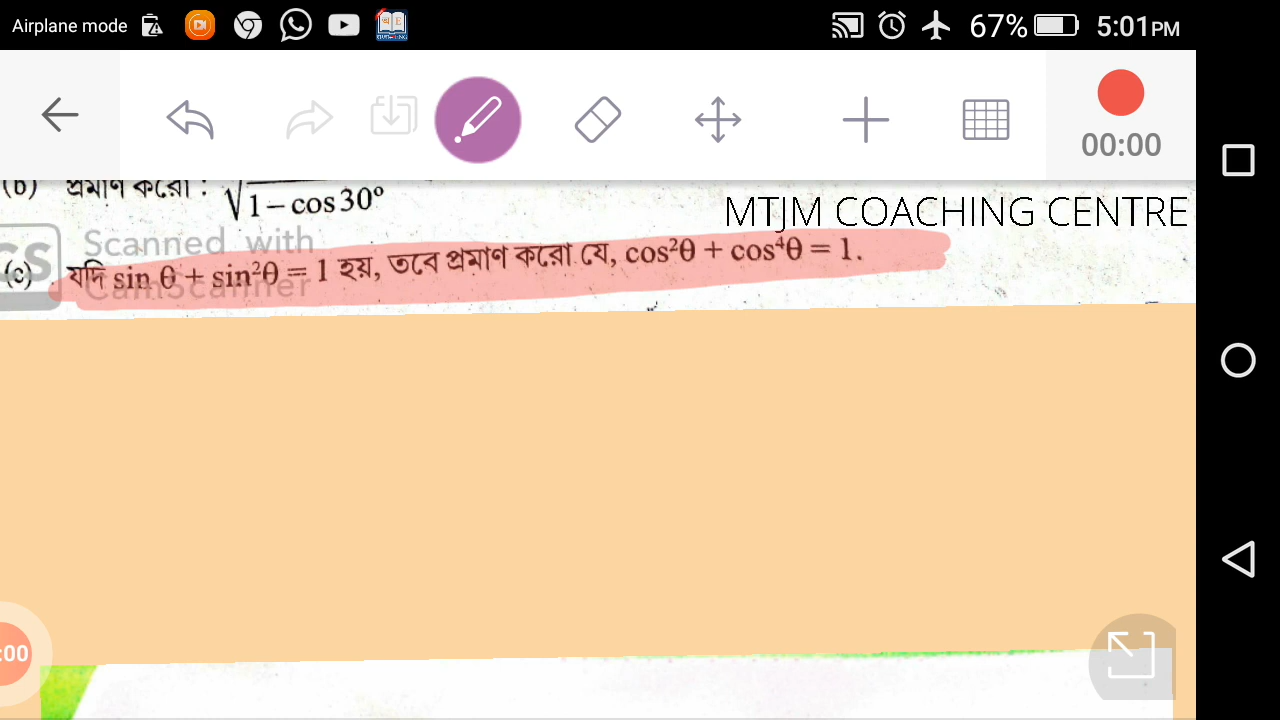 Airplane mode 67% 5:01PM
00:00
(b) প্রমাণ করো : √1 – cos 30°
MTJM COACHING CENTRE
CS Scanned with CamScanner
(c) যদি sin θ + sin²θ = 1 হয়, তবে প্রমাণ করো যে, cos²θ + cos⁴θ = 1.
:00